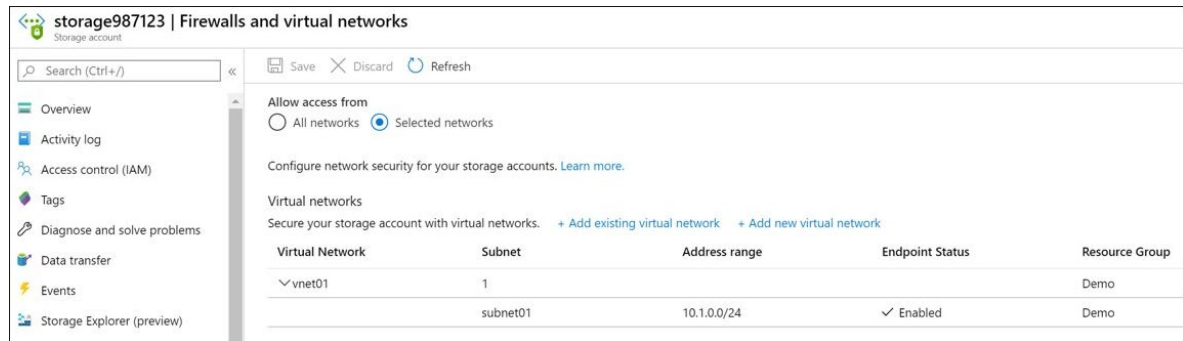 storage987123 | Firewalls and virtual networks
Storage account
Search (Ctrl+/)
«
Overview
Activity log
Access control (IAM)
Tags
Diagnose and solve problems
Data transfer
Events
Storage Explorer (preview)
Save Discard Refresh
Allow access from
All networks Selected networks
Configure network security for your storage accounts. Learn more.
Virtual networks
Secure your storage account with virtual networks. + Add existing virtual network + Add new virtual network
Virtual Network Subnet Address range Endpoint Status Resource Group
vnet01 1 Demo
subnet01 10.1.0.0/24 ✓ Enabled Demo